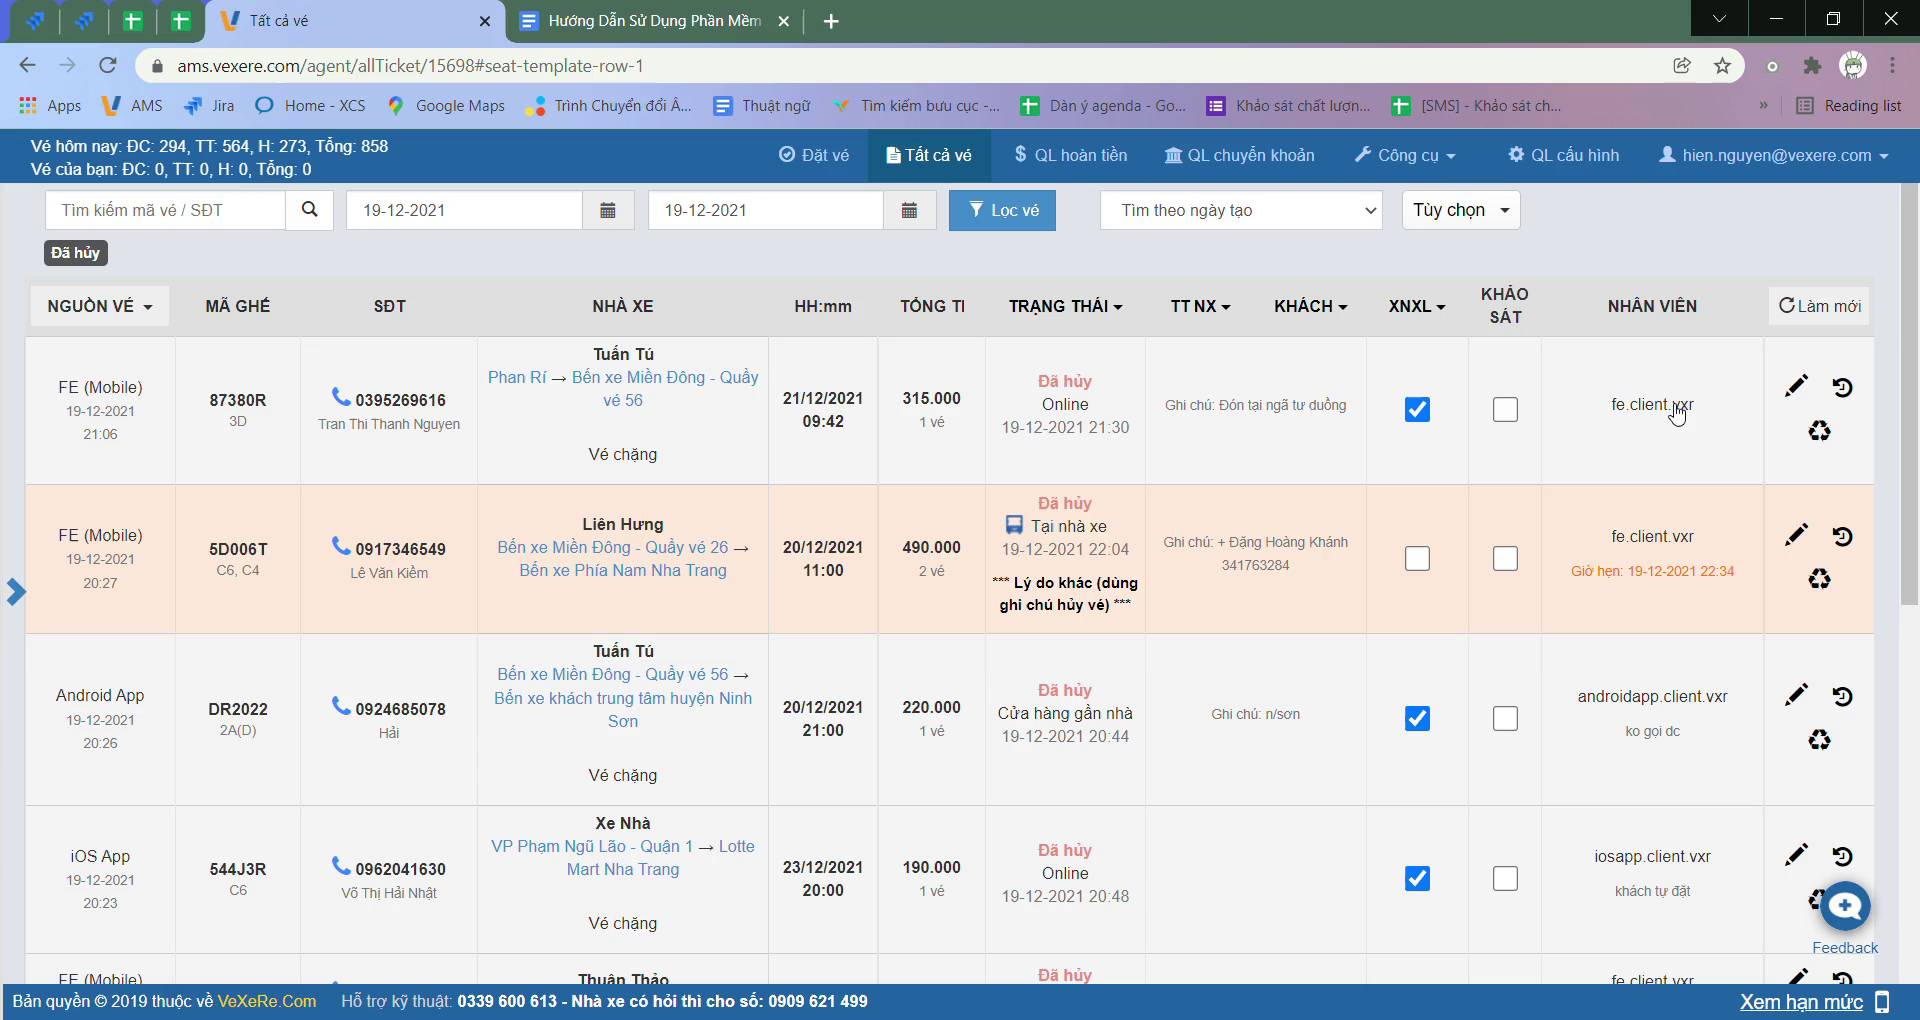 Tất cả vé
Hướng Dẫn Sử Dụng Phần Mềm
ams.vexere.com/agent/allTicket/15698#seat-template-row-1
Apps AMS Jira Home - XCS Google Maps Trình Chuyển đổi Â... Thuật ngữ Tìm kiếm bưu cục -... Dàn ý agenda - Go... Khảo sát chất lượn... [SMS] - Khảo sát ch... » Reading list
Vé hôm nay: ĐC: 294, TT: 564, H: 273, Tổng: 858
Vé của bạn: ĐC: 0, TT: 0, H: 0, Tổng: 0
Đặt vé Tất cả vé QL hoàn tiền QL chuyển khoản Công cụ QL cấu hình hien.nguyen@vexere.com
Tìm kiếm mã vé / SĐT 19-12-2021 19-12-2021 Lọc vé Tìm theo ngày tạo Tùy chọn
Đã hủy
NGUỒN VÉ MÃ GHẾ SĐT NHÀ XE HH:mm TỔNG TI TRẠNG THÁI TT NX KHÁCH XNXL KHẢO SÁT NHÂN VIÊN Làm mới
FE (Mobile)
19-12-2021
21:06
87380R
3D
0395269616
Tran Thi Thanh Nguyen
Tuấn Tú
Phan Rí → Bến xe Miền Đông - Quầy
vé 56
Vé chặng
21/12/2021
09:42
315.000
1 vé
Đã hủy
Online
19-12-2021 21:30
Ghi chú: Đón tại ngã tư duồng
fe.client.vxr
FE (Mobile)
19-12-2021
20:27
5D006T
C6, C4
0917346549
Lê Văn Kiềm
Liên Hưng
Bến xe Miền Đông - Quầy vé 26 →
Bến xe Phía Nam Nha Trang
20/12/2021
11:00
490.000
2 vé
Đã hủy
Tại nhà xe
19-12-2021 22:04
*** Lý do khác (dùng
ghi chú hủy vé) ***
Ghi chú: + Đặng Hoàng Khánh
341763284
fe.client.vxr
Giờ hẹn: 19-12-2021 22:34
Android App
19-12-2021
20:26
DR2022
2A(D)
0924685078
Hải
Tuấn Tú
Bến xe Miền Đông - Quầy vé 56 →
Bến xe khách trung tâm huyện Ninh
Sơn
Vé chặng
20/12/2021
21:00
220.000
1 vé
Đã hủy
Cửa hàng gần nhà
19-12-2021 20:44
Ghi chú: n/sơn
androidapp.client.vxr
ko gọi dc
iOS App
19-12-2021
20:23
544J3R
C6
0962041630
Võ Thị Hải Nhật
Xe Nhà
VP Phạm Ngũ Lão - Quận 1 → Lotte
Mart Nha Trang
Vé chặng
23/12/2021
20:00
190.000
1 vé
Đã hủy
Online
19-12-2021 20:48
iosapp.client.vxr
khách tự đặt
Feedback
FE (Mobile)
Thuận Thảo
Đã hủy
fe.client.vxr
Bản quyền © 2019 thuộc về VeXeRe.Com Hỗ trợ kỹ thuật: 0339 600 613 - Nhà xe có hỏi thì cho số: 0909 621 499
Xem hạn mức